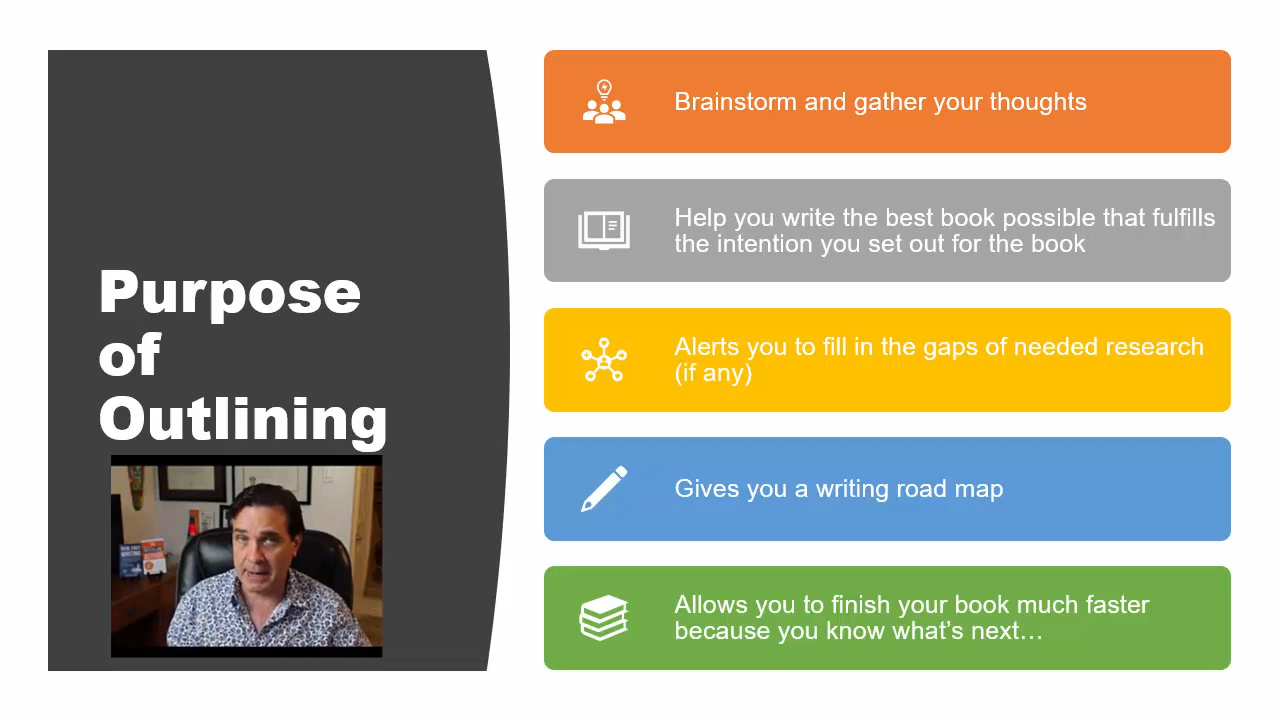 Purpose
of
Outlining
Brainstorm and gather your thoughts
Help you write the best book possible that fulfills
the intention you set out for the book
Alerts you to fill in the gaps of needed research
(if any)
Gives you a writing road map
Allows you to finish your book much faster
because you know what’s next…